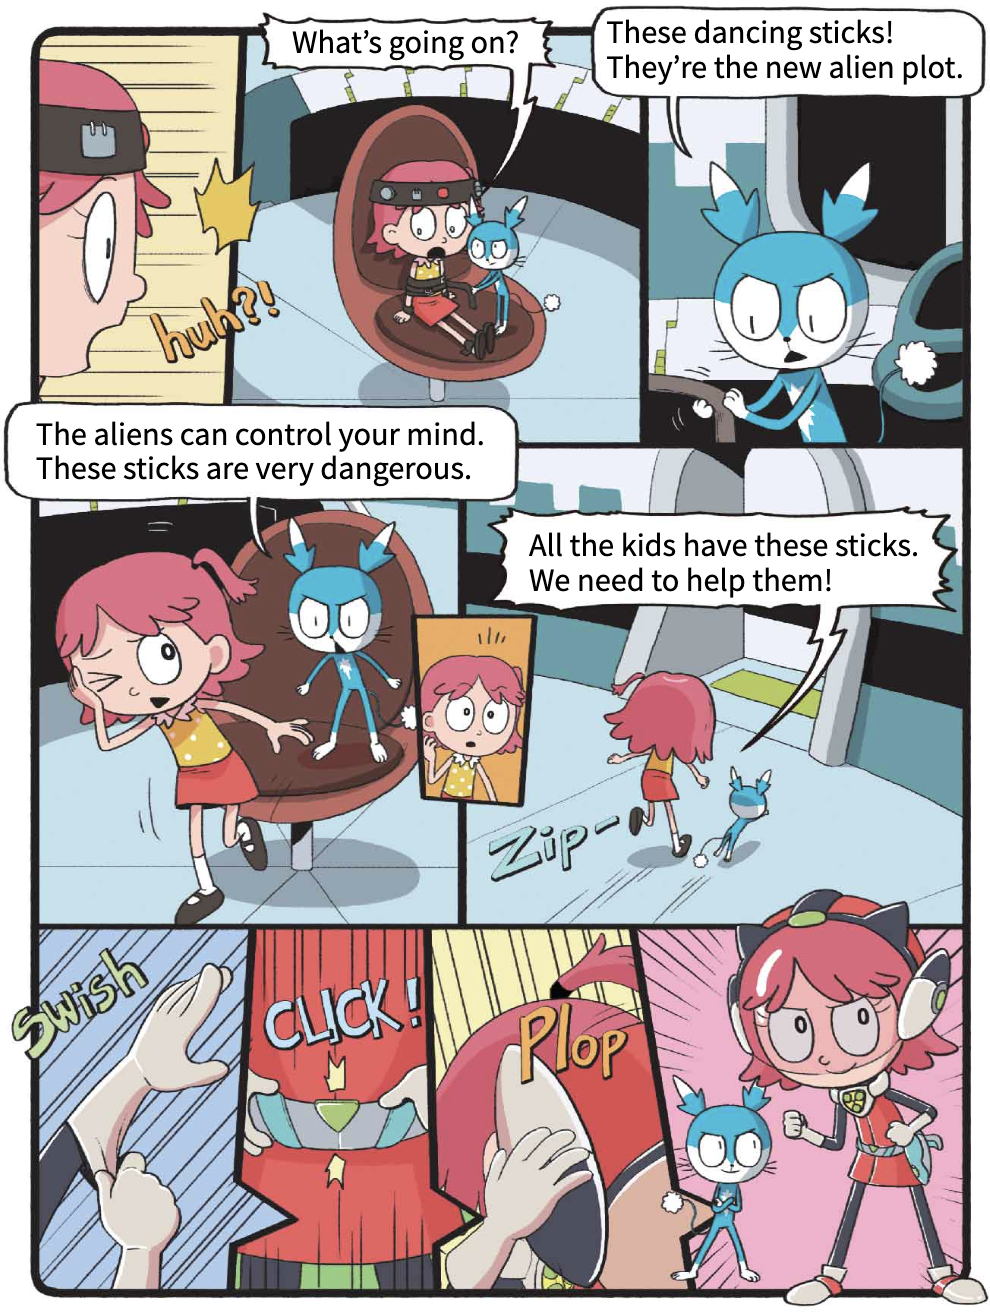 What's going on?
These dancing sticks!
They're the new alien plot.
huh?!
The aliens can control your mind.
These sticks are very dangerous.
All the kids have these sticks.
We need to help them!
Zip-
Swish
CLICK!
Plop